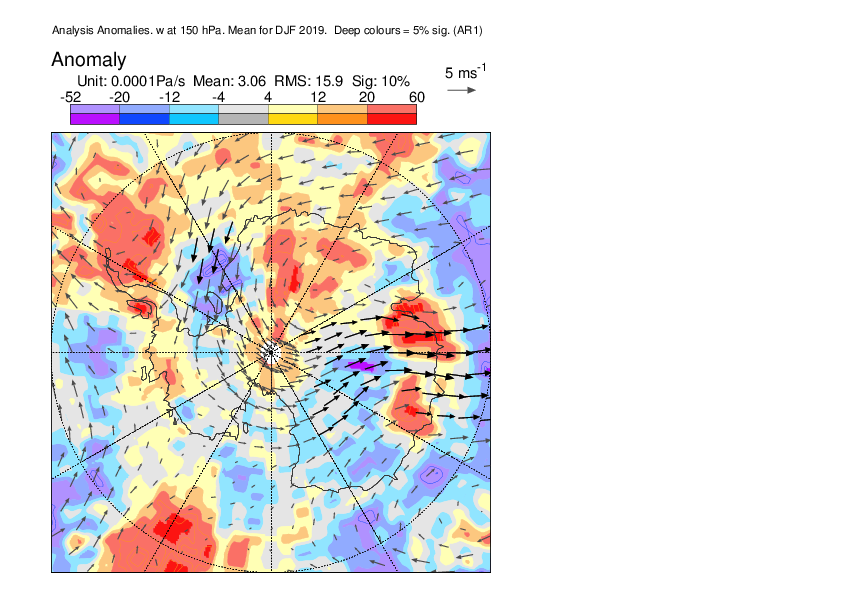 Analysis Anomalies. w at 150 hPa. Mean for DJF 2019. Deep colours = 5% sig. (AR1)
Anomaly
5 ms-1
Unit: 0.0001Pa/s Mean: 3.06 RMS: 15.9 Sig: 10%
-52 -20 -12 -4 4 12 20 60